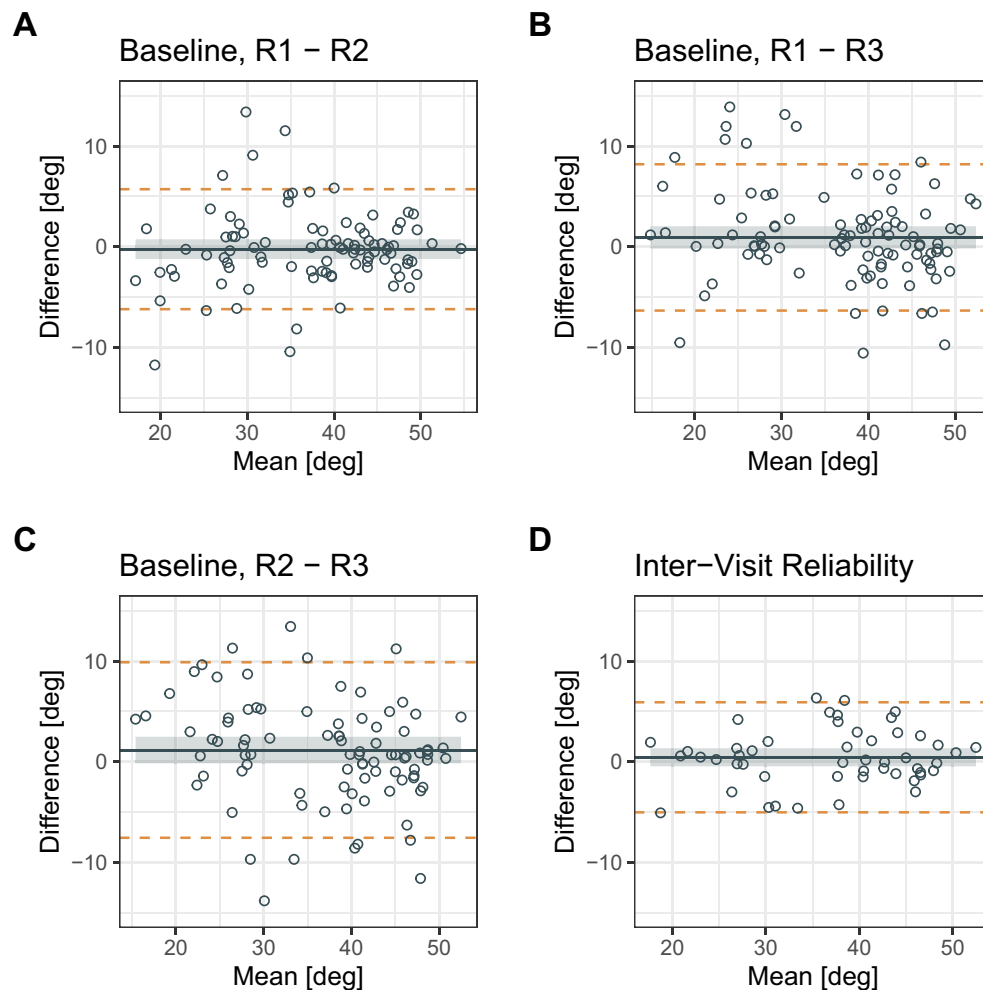 A
Baseline, R1 − R2
Difference [deg]
10
0
−10
20
30
40
50
Mean [deg]
B
Baseline, R1 − R3
Difference [deg]
10
0
−10
20
30
40
50
Mean [deg]
C
Baseline, R2 − R3
Difference [deg]
10
0
−10
20
30
40
50
Mean [deg]
D
Inter−Visit Reliability
Difference [deg]
10
0
−10
20
30
40
50
Mean [deg]